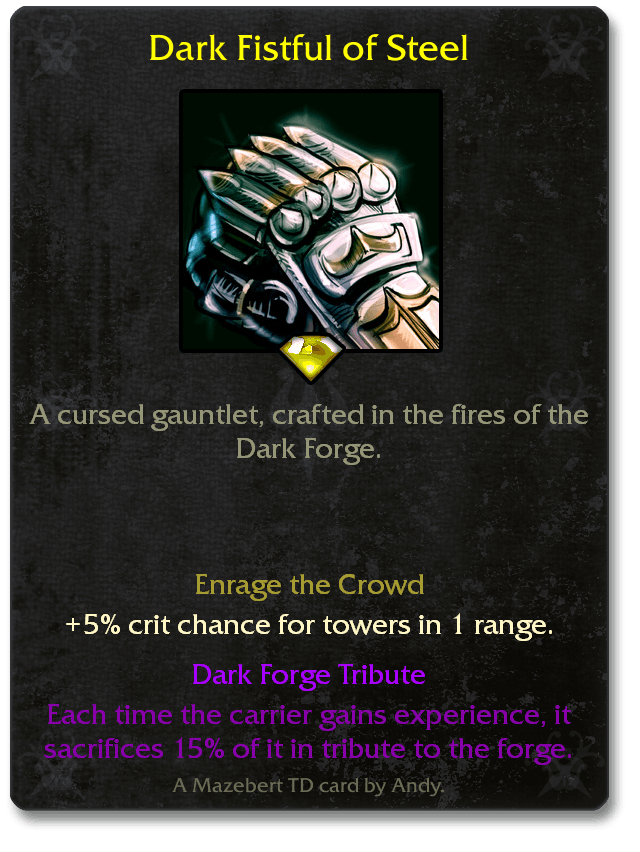 Dark Fistful of Steel
A cursed gauntlet, crafted in the fires of the
Dark Forge.
Enrage the Crowd
+5% crit chance for towers in 1 range.
Dark Forge Tribute
Each time the carrier gains experience, it
sacrifices 15% of it in tribute to the forge.
A Mazebert TD card by Andy.